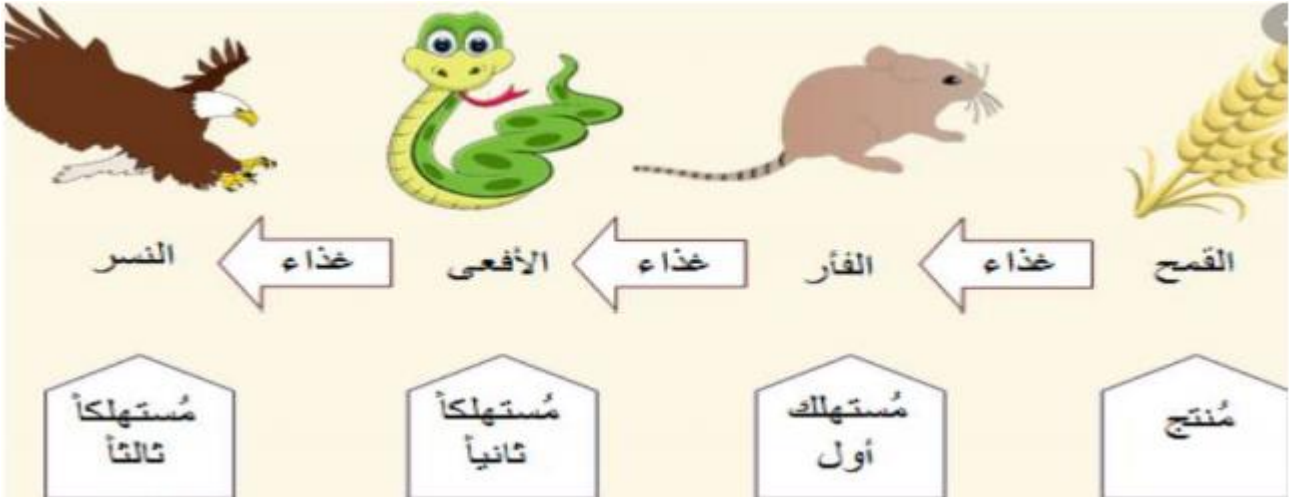 القمح غذاء الفأر غذاء الأفعى غذاء النسر
مُنتج
مُستهلك
أول
مُستهلكاً
ثانياً
مُستهلكاً
ثالثاً